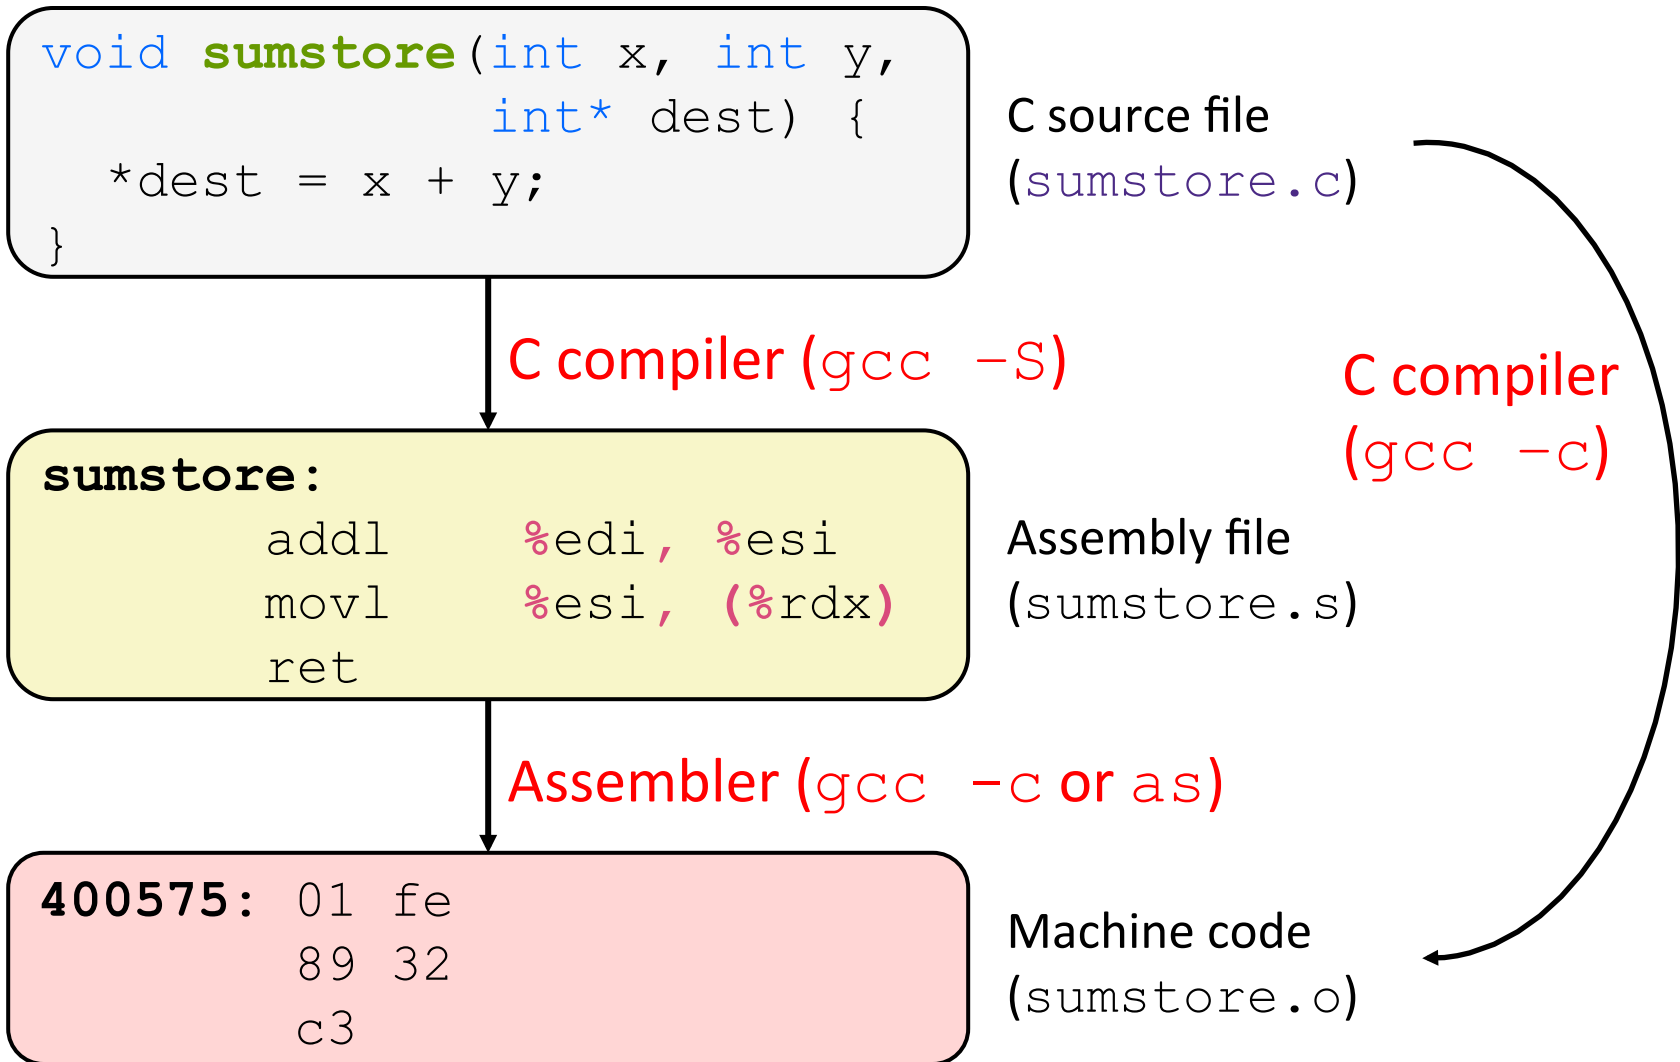 void sumstore(int x, int y,
int* dest) {
*dest = x + y;
}
C source file
(sumstore.c)
C compiler (gcc -S)
C compiler
(gcc -c)
sumstore:
addl %edi, %esi
movl %esi, (%rdx)
ret
Assembly file
(sumstore.s)
Assembler (gcc -c or as)
400575: 01 fe
89 32
c3
Machine code
(sumstore.o)